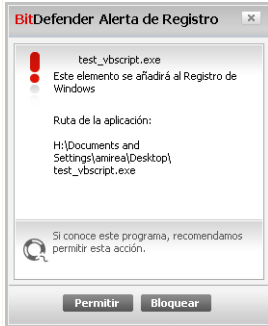 BitDefender Alerta de Registro
test_vbscript.exe
Este elemento se añadirá al Registro de
Windows
Ruta de la aplicación:
H:\Documents and
Settings\amirea\Desktop\
test_vbscript.exe
Si conoce este programa, recomendamos
permitir esta acción.
Permitir Bloquear